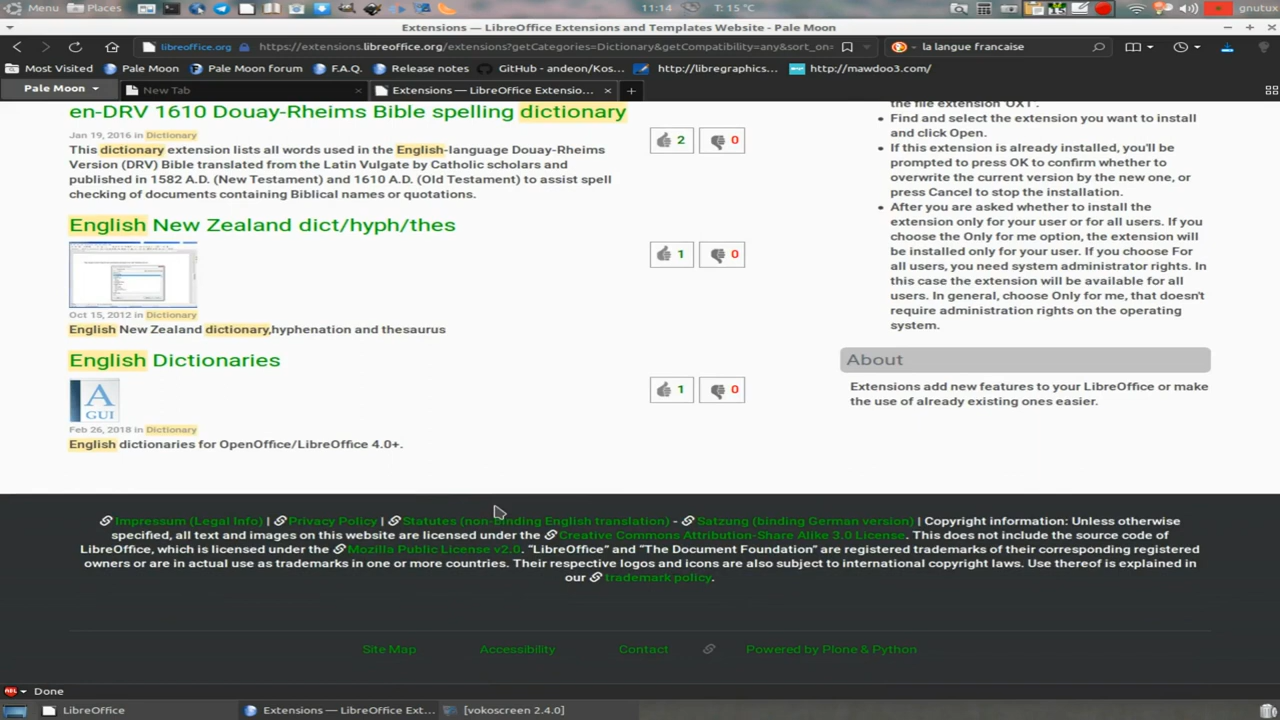 Menu Places 11:14 T: 15 °C gnutux
Extensions — LibreOffice Extensions and Templates Website - Pale Moon
libreoffice.org https://extensions.libreoffice.org/extensions?getCategories=Dictionary&getCompatibility=any&sort_on= la langue francaise
Most Visited Pale Moon Pale Moon forum F.A.Q. Release notes GitHub - andeon/Kos... http://libregraphics... http://mawdoo3.com/
Pale Moon New Tab Extensions — LibreOffice Extensio...
en-DRV 1610 Douay-Rheims Bible spelling dictionary
Jan 19, 2016 in Dictionary
2 0
This dictionary extension lists all words used in the English-language Douay-Rheims
Version (DRV) Bible translated from the Latin Vulgate by Catholic scholars and
published in 1582 A.D. (New Testament) and 1610 A.D. (Old Testament) to assist spell
checking of documents containing Biblical names or quotations.
English New Zealand dict/hyph/thes
1 0
Oct 15, 2012 in Dictionary
English New Zealand dictionary,hyphenation and thesaurus
English Dictionaries
1 0
A
GUI
Feb 26, 2018 in Dictionary
English dictionaries for OpenOffice/LibreOffice 4.0+.
the file extension 'OXT'.
Find and select the extension you want to
install and click Open.
If this extension is already installed, you'll be
prompted to press OK to confirm whether to
overwrite the current version by the new one, or
press Cancel to stop the installation.
After you are asked whether to install the
extension only for your user or for all users. If you
choose the Only for me option, the extension will
be installed only for your user. If you choose For
all users, you need system administrator rights. In
this case the extension will be available for all
users. In general, choose Only for me, that doesn't
require administration rights on the operating
system.
About
Extensions add new features to your LibreOffice or make
the use of already existing ones easier.
Impressum (Legal Info) | Privacy Policy | Statutes (non-binding English translation) - Satzung (binding German version) | Copyright information: Unless otherwise
specified, all text and images on this website are licensed under the Creative Commons Attribution-Share Alike 3.0 License. This does not include the source code of
LibreOffice, which is licensed under the Mozilla Public License v2.0. “LibreOffice” and “The Document Foundation” are registered trademarks of their corresponding registered
owners or are in actual use as trademarks in one or more countries. Their respective logos and icons are also subject to international copyright laws. Use thereof is explained in
our trademark policy.
Site Map Accessibility Contact Powered by Plone & Python
Done
LibreOffice Extensions — LibreOffice Ext... [vokoscreen 2.4.0]